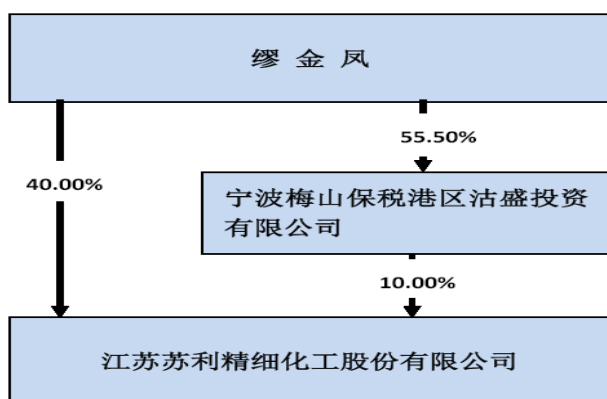 缪 金 凤
55.50%
40.00%
宁波梅山保税港区沽盛投资
有限公司
10.00%
江苏苏利精细化工股份有限公司